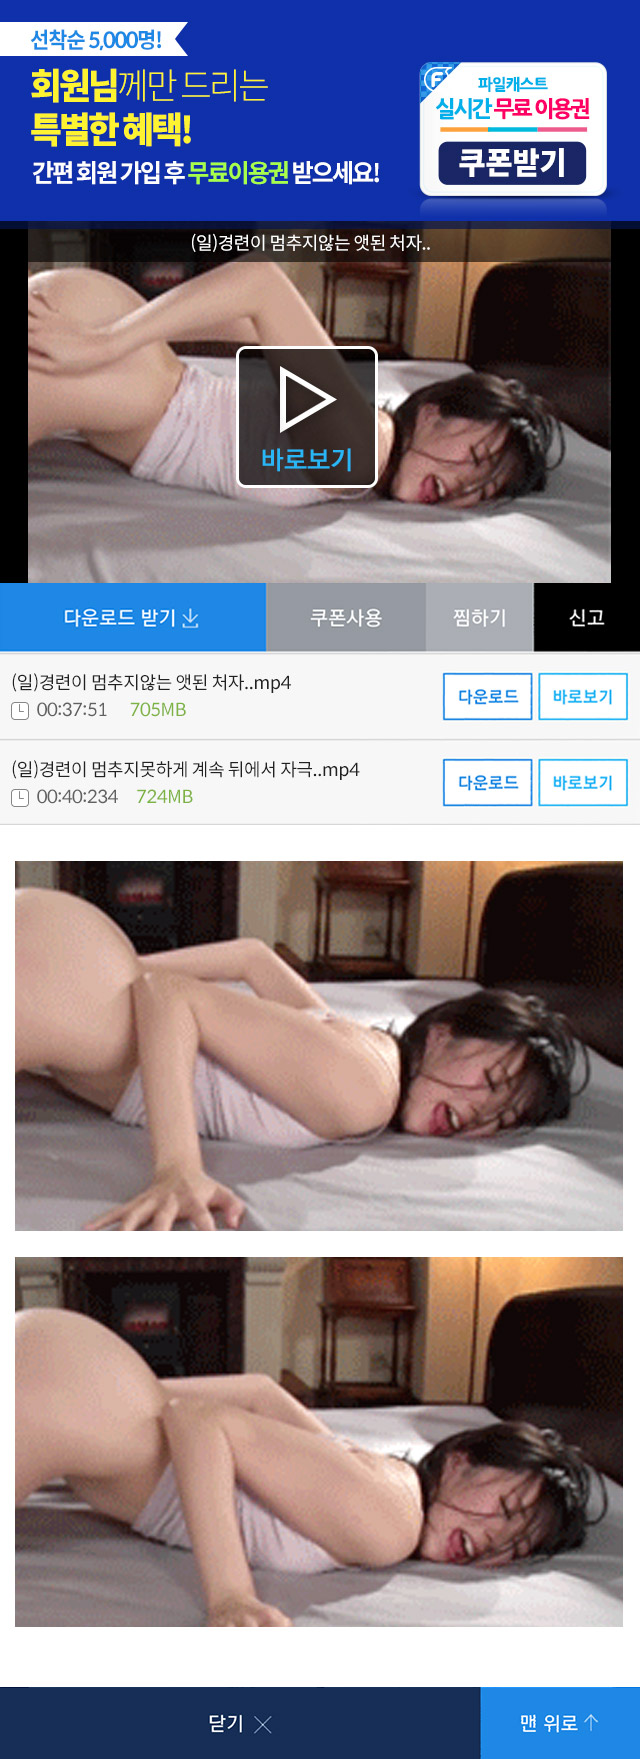 선착순 5,000명!
회원님께만 드리는
특별한 혜택!
간편 회원 가입 후 무료이용권 받으세요!
파일캐스트
실시간 무료 이용권
쿠폰받기
(일)경련이 멈추지않는 앳된 처자..
바로보기
다운로드 받기
쿠폰사용
찜하기
신고
(일)경련이 멈추지않는 앳된 처자..mp4
00:37:51 705MB
다운로드
바로보기
(일)경련이 멈추지못하게 계속 뒤에서 자극..mp4
00:40:234 724MB
다운로드
바로보기
닫기
맨 위로